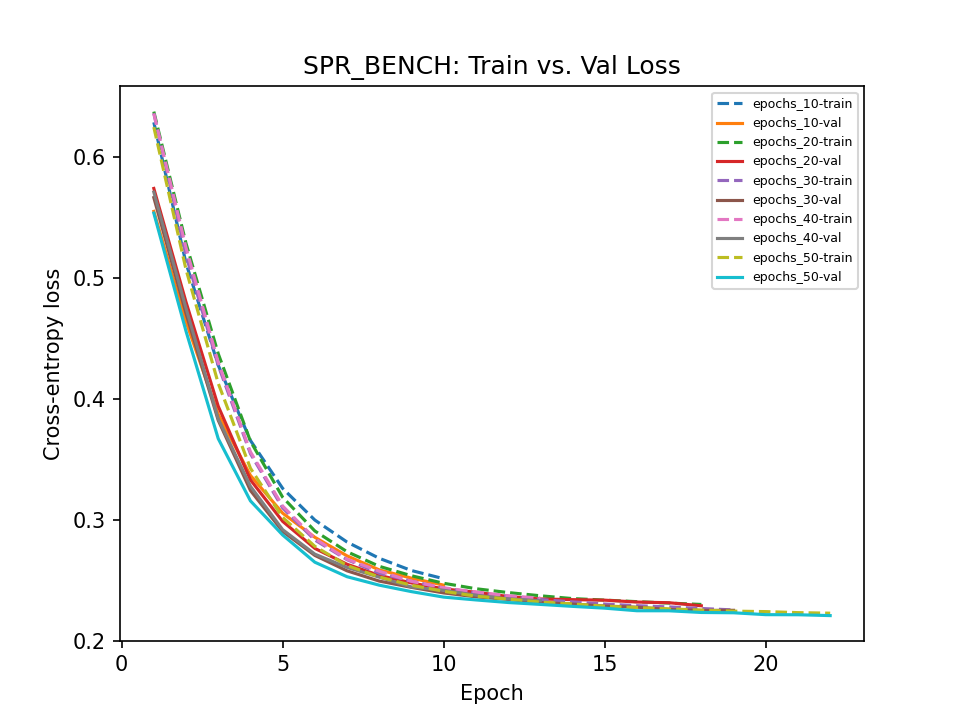 SPR_BENCH: Train vs. Val Loss
epochs_10-train
epochs_10-val
epochs_20-train
epochs_20-val
epochs_30-train
epochs_30-val
epochs_40-train
epochs_40-val
epochs_50-train
epochs_50-val
Cross-entropy loss
0.6
0.5
0.4
0.3
0.2
0 5 10 15 20
Epoch